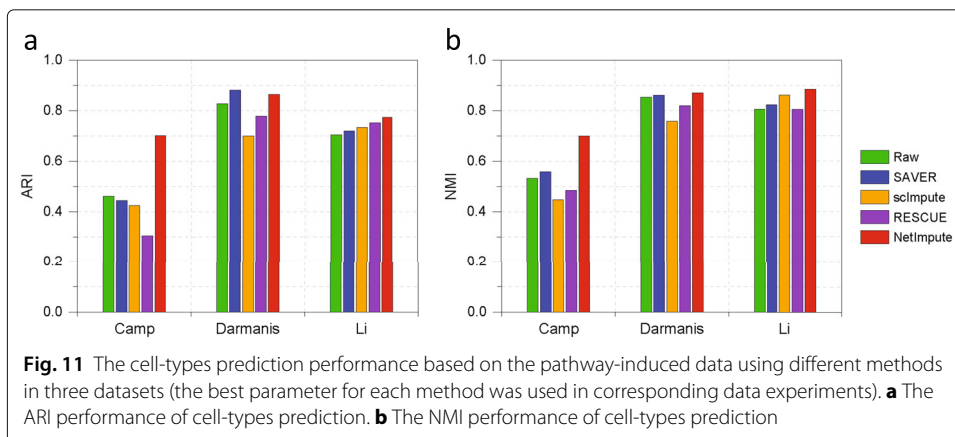 a
b
1.0
0.8
0.6
0.4
0.2
0.0
ARI
Camp
Darmanis
Li
1.0
0.8
0.6
0.4
0.2
0.0
NMI
Camp
Darmanis
Li
Raw
SAVER
scImpute
RESCUE
NetImpute
Fig. 11 The cell-types prediction performance based on the pathway-induced data using different methods
in three datasets (the best parameter for each method was used in corresponding data experiments). a The
ARI performance of cell-types prediction. b The NMI performance of cell-types prediction